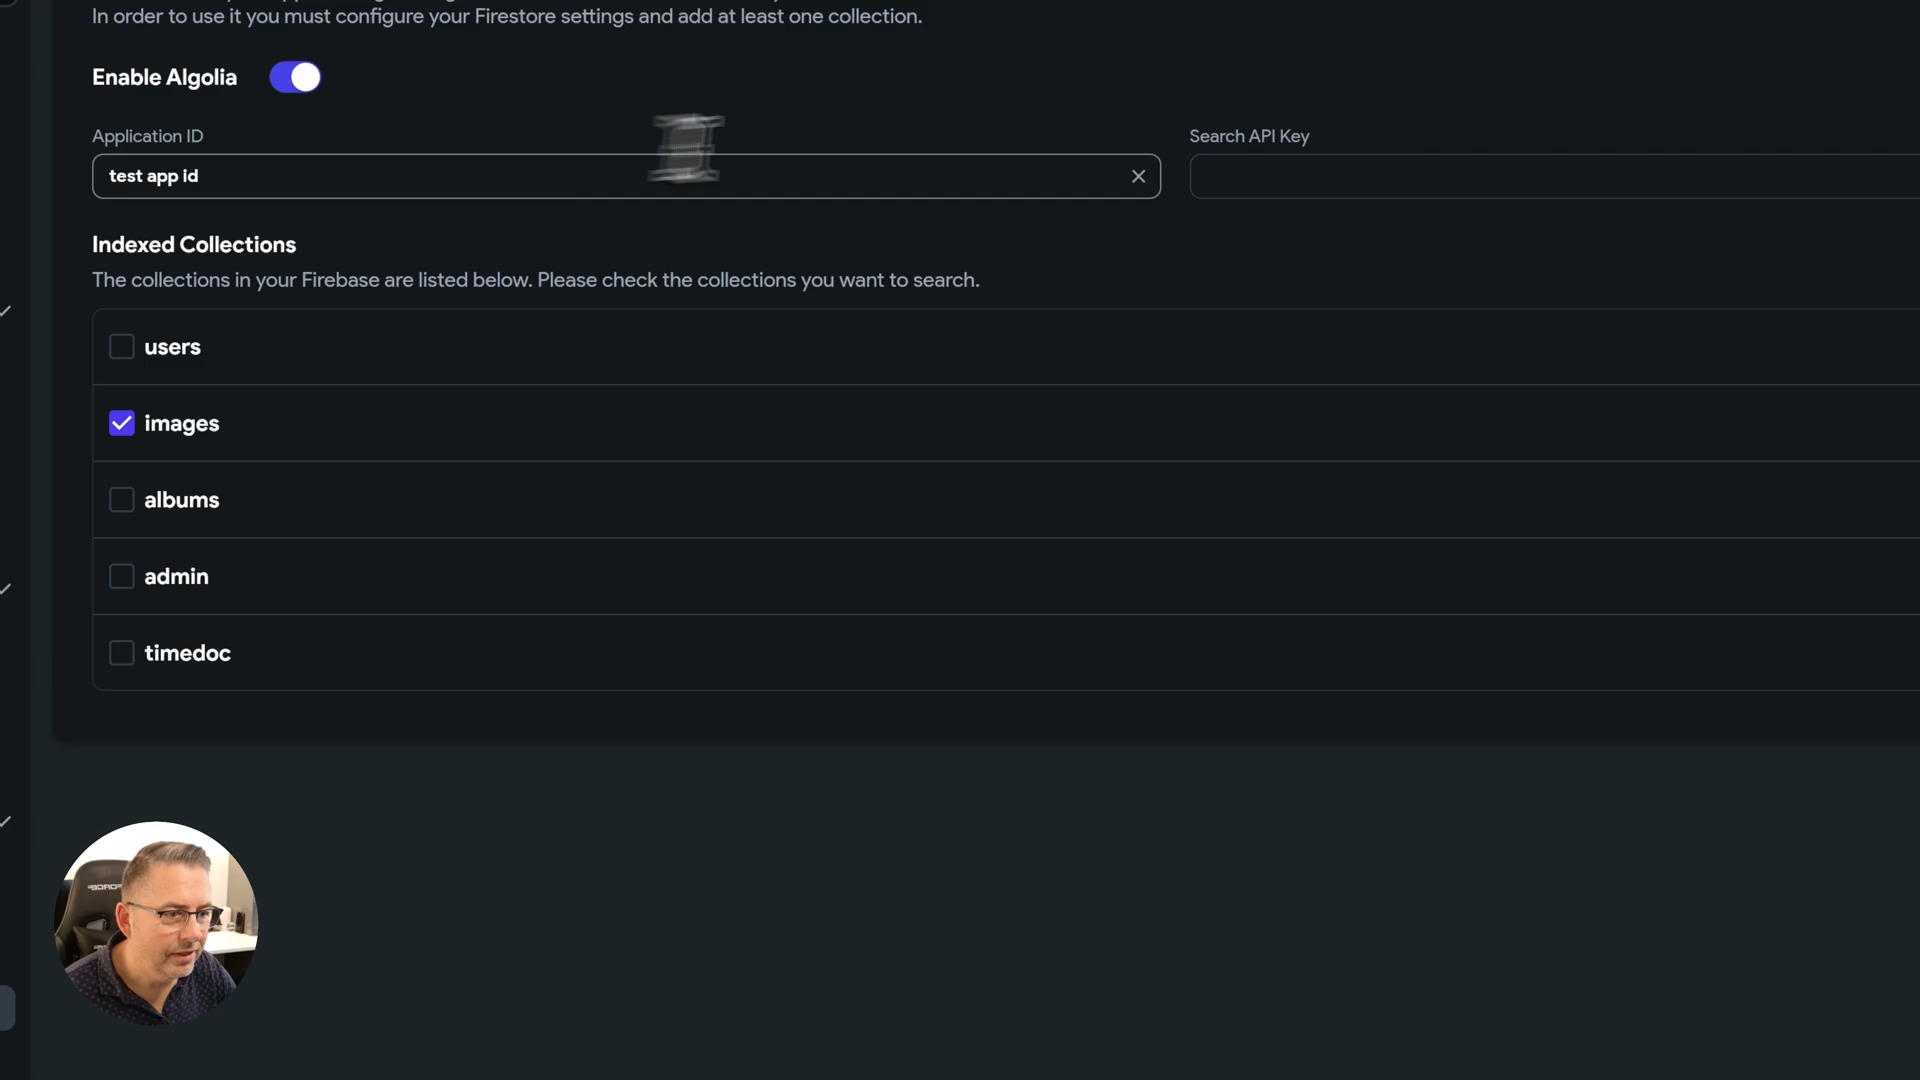 In order to use it you must configure your Firestore settings and add at least one collection.
Enable Algolia
Application ID
Search API Key
test app id
Indexed Collections
The collections in your Firebase are listed below. Please check the collections you want to search.
users
images
albums
admin
timedoc